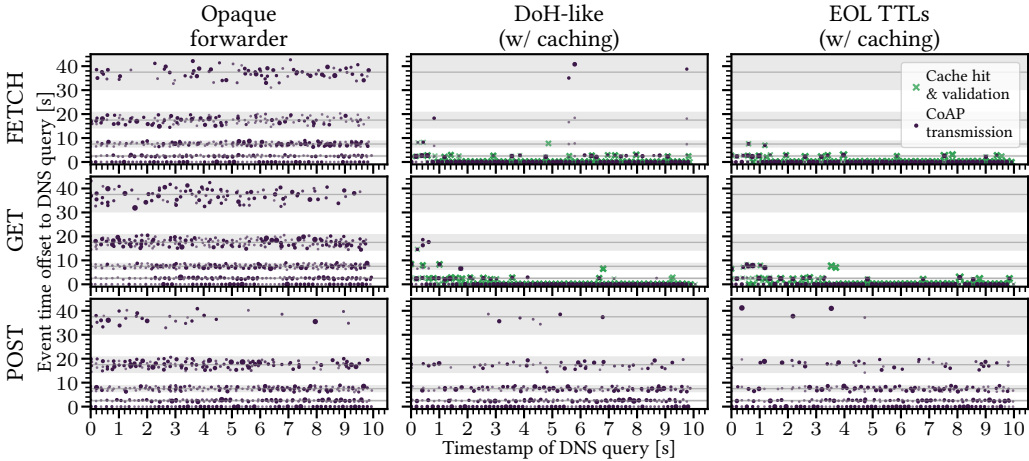 Opaque
forwarder
DoH-like
(w/ caching)
EOL TTLs
(w/ caching)
FETCH
GET
POST
Event time offset to DNS query [s]
40
30
20
10
0
40
30
20
10
0
40
30
20
10
0
Cache hit
& validation
CoAP
transmission
0 1 2 3 4 5 6 7 8 9 10
0 1 2 3 4 5 6 7 8 9 10
0 1 2 3 4 5 6 7 8 9 10
Timestamp of DNS query [s]